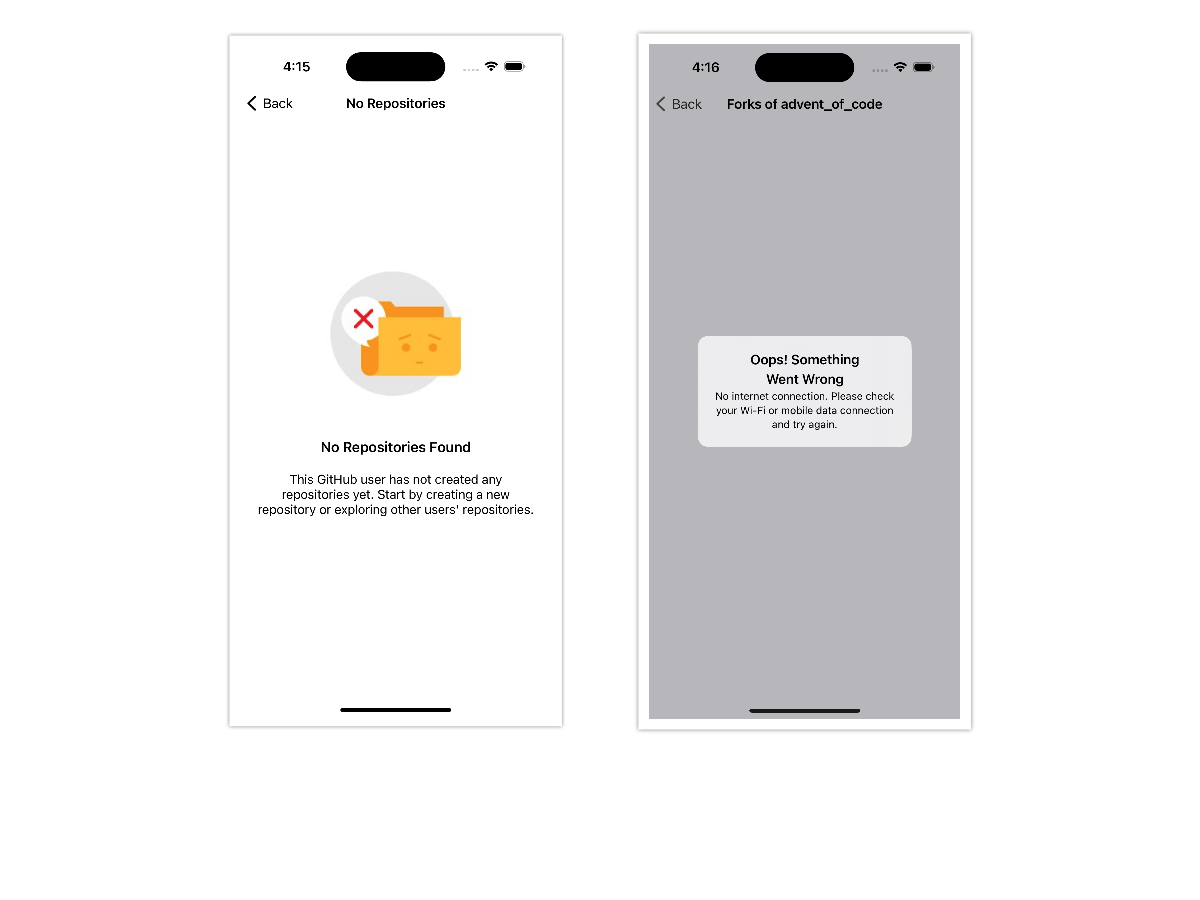 4:15
Back
No Repositories
No Repositories Found
This GitHub user has not created any
repositories yet. Start by creating a new
repository or exploring other users' repositories.
4:16
Back
Forks of advent_of_code
Oops! Something
Went Wrong
No internet connection. Please check
your Wi-Fi or mobile data connection
and try again.